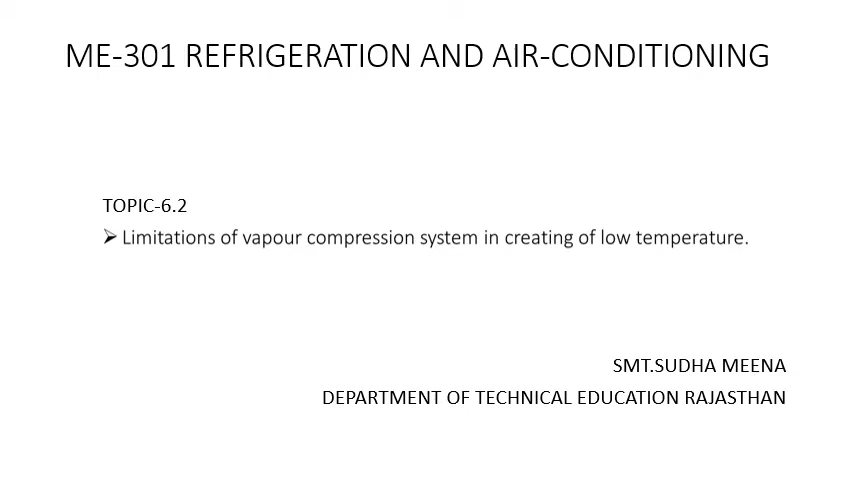 ME-301 REFRIGERATION AND AIR-CONDITIONING
TOPIC-6.2
➢ Limitations of vapour compression system in creating of low temperature.
SMT.SUDHA MEENA
DEPARTMENT OF TECHNICAL EDUCATION RAJASTHAN